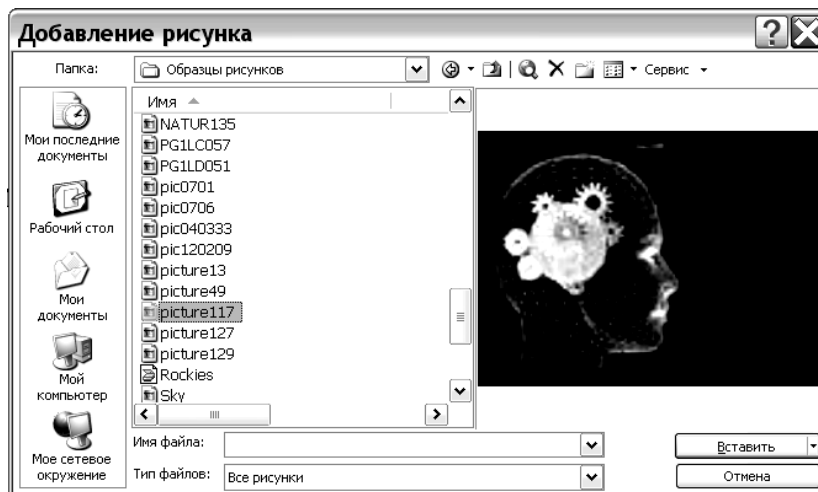 Добавление рисунка
Папка:
Образцы рисунков
Сервис
Мои последние
документы
Рабочий стол
Мои
документы
Мой
компьютер
Мое сетевое
окружение
Имя
NATUR135
PG1LC057
PG1LD051
pic0701
pic0706
pic040333
pic120209
picture13
picture49
picture117
picture127
picture129
Rockies
Sky
Имя файла:
Тип файлов:
Все рисунки
Вставить
Отмена